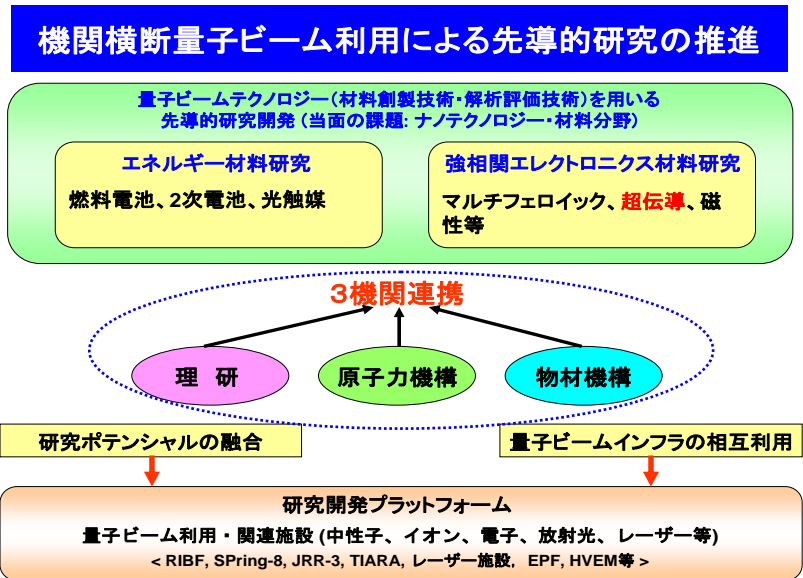 機関横断量子ビーム利用による先導的研究の推進
量子ビームテクノロジー(材料創製技術・解析評価技術)を用いる
先導的研究開発 (当面の課題: ナノテクノロジー・材料分野)
エネルギー材料研究
燃料電池、2次電池、光触媒
強相関エレクトロニクス材料研究
マルチフェロイック、超伝導、磁
性等
3機関連携
理 研
原子力機構
物材機構
研究ポテンシャルの融合
量子ビームインフラの相互利用
研究開発プラットフォーム
量子ビーム利用・関連施設 (中性子、イオン、電子、放射光、レーザー等)
< RIBF, SPring-8, JRR-3, TIARA, レーザー施設, EPF, HVEM等 >